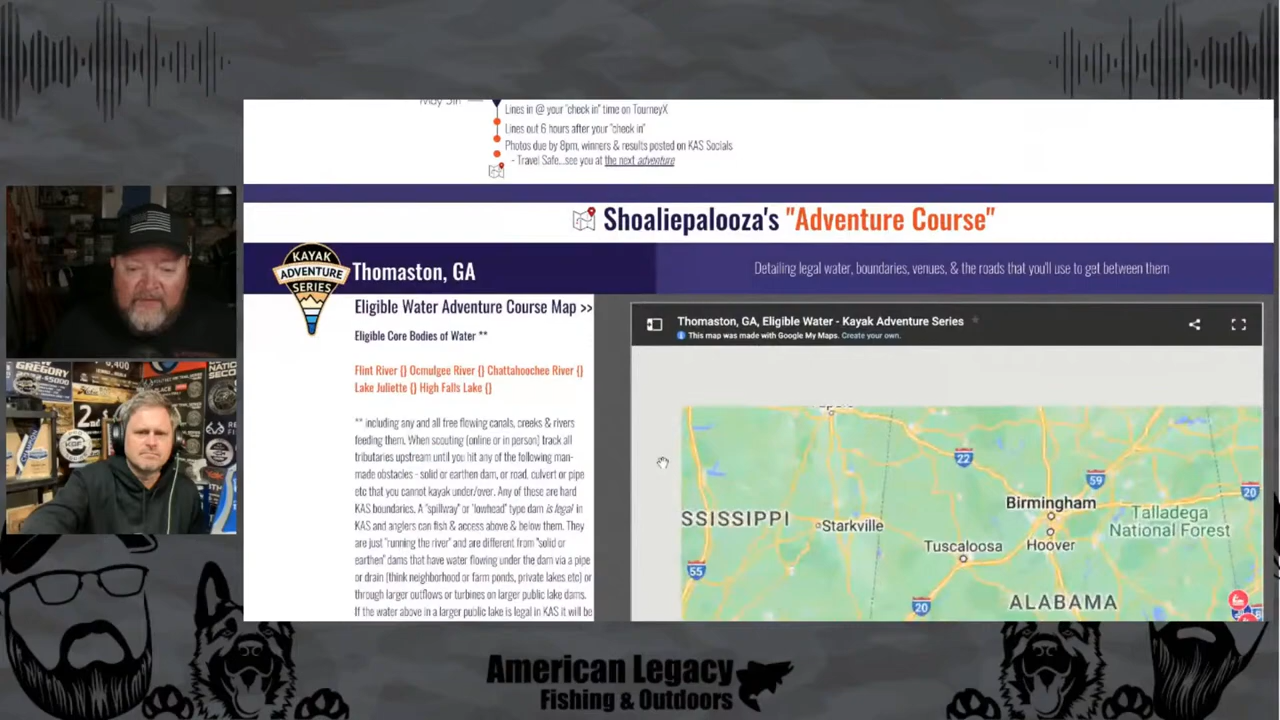 May 5th
Lines in @ your "check in" time on TourneyX
Lines out 6 hours after your "check in"
Photos due by 8pm, winners & results posted on KAS Socials
- Travel Safe...see you at the next adventure
Shoaliepalooza's "Adventure Course"
KAYAK
ADVENTURE
SERIES
Thomaston, GA
Detailing legal water, boundaries, venues, & the roads that you'll use to get between them
Eligible Water Adventure Course Map >>
Eligible Core Bodies of Water **
Flint River {} Ocmulgee River {} Chattahoochee River {}
Lake Juliette {} High Falls Lake {}
** including any and all free flowing canals, creeks & rivers
feeding them. When scouting (online or in person) track all
tributaries upstream until you hit any of the following man-
made obstacles - solid or earthen dam, or road, culvert or pipe
etc that you cannot kayak under/over. Any of these are hard
KAS boundaries. A "spillway" or "lowhead" type dam is legal in
KAS and anglers can fish & access above & below them. They
are just "running the river" and are different from "solid or
earthen" dams that have water flowing under the dam via a pipe
or drain (think neighborhood or farm ponds, private lakes etc) or
through larger outflows or turbines on larger public lake dams.
If the water above in a larger public lake is legal in KAS it will be
Thomaston, GA, Eligible Water - Kayak Adventure Series
This map was made with Google My Maps. Create your own.
22
59
20
Birmingham
SSISSIPPI
Starkville
Talladega
National Forest
Tuscaloosa
Hoover
55
20
ALABAMA
$5000
2nd
KBF
American Legacy
Fishing & Outdoors